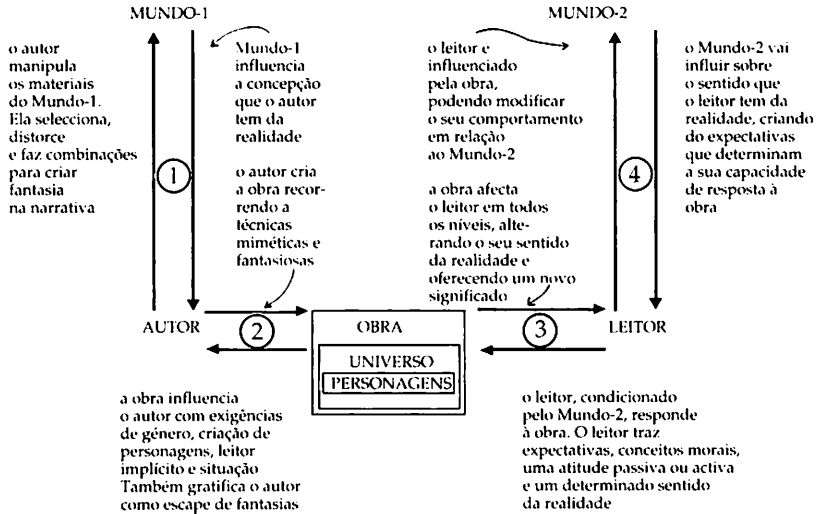 MUNDO-1
MUNDO-2
o autor
manipula
os materiais
do Mundo-1.
Ela selecciona,
distorce
e faz combinações
para criar
fantasia
na narrativa
1
Mundo-1
influencia
a concepção
que o autor
tem da
realidade
o autor cria
a obra recor-
rendo a
técnicas
miméticas e
fantasiosas
o leitor e
influenciado
pela obra,
podendo modificar
o seu comportamento
em relação
ao Mundo-2
a obra afecta
o leitor em todos
os níveis, alte-
rando o seu sentido
da realidade e
oferecendo um novo
significado
4
o Mundo-2 vai
influir sobre
o sentido que
o leitor tem da
realidade, criando
do expectativas
que determinam
a sua capacidade
de resposta à
obra
AUTOR
2
OBRA
UNIVERSO
PERSONAGENS
3
LEITOR
a obra influencia
o autor com exigências
de género, criação de
personagens, leitor
implícito e situação
Também gratifica o autor
como escape de fantasias
o leitor, condicionado
pelo Mundo-2, responde
à obra. O leitor traz
expectativas, conceitos morais,
uma atitude passiva ou activa
e um determinado sentido
da realidade